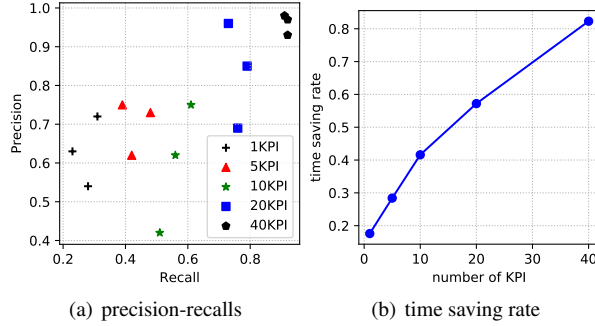 1.0
0.9
0.8
0.7
0.6
0.5
0.4
Precision
1KPI
5KPI
10KPI
20KPI
40KPI
0.2 0.4 0.6 0.8
Recall
(a) precision-recalls
0.8
0.7
0.6
0.5
0.4
0.3
0.2
time saving rate
0 10 20 30 40
number of KPI
(b) time saving rate